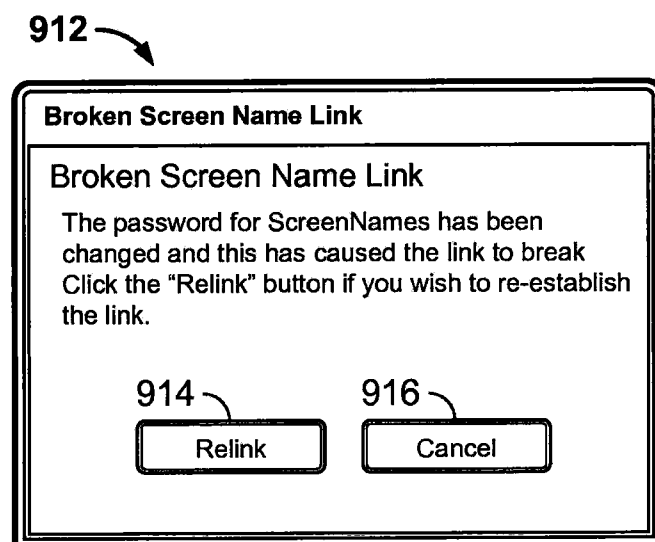 912
Broken Screen Name Link
Broken Screen Name Link
The password for ScreenNames has been
changed and this has caused the link to break
Click the “Relink” button if you wish to re-establish
the link.
914 916
Relink Cancel